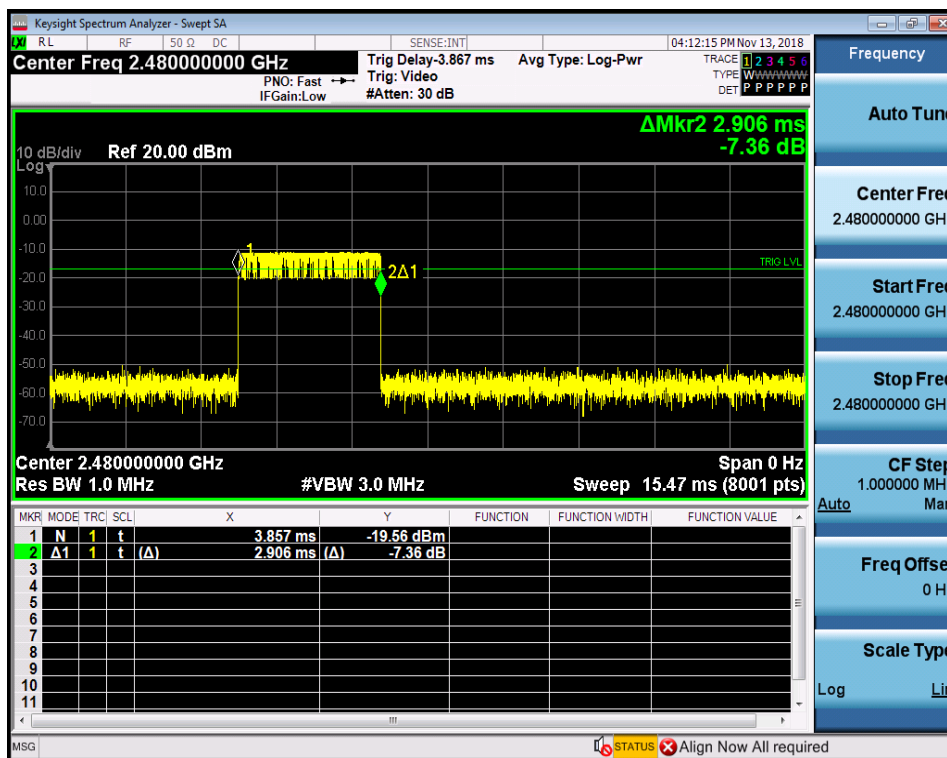 Keysight Spectrum Analyzer - Swept SA
LXI RL RF 50 Ω DC SENSE:INT 04:12:15 PM Nov 13, 2018
Center Freq 2.480000000 GHz
PNO: Fast
IFGain:Low
Trig Delay-3.867 ms
Trig: Video
#Atten: 30 dB
Avg Type: Log-Pwr
TRACE 1 2 3 4 5 6
TYPE WWWWWW
DET P P P P P P
ΔMkr2 2.906 ms
-7.36 dB
10 dB/div Ref 20.00 dBm
Log
10.0
0.00
-10.0
-20.0
-30.0
-40.0
-50.0
-60.0
-70.0
1
2Δ1
TRIG LVL
Center 2.480000000 GHz Span 0 Hz
Res BW 1.0 MHz #VBW 3.0 MHz Sweep 15.47 ms (8001 pts)
MKR MODE TRC SCL X Y FUNCTION FUNCTION WIDTH FUNCTION VALUE
1 N 1 t 3.857 ms -19.56 dBm
2 Δ1 1 t (Δ) 2.906 ms (Δ) -7.36 dB
3
4
5
6
7
8
9
10
11
MSG STATUS Align Now All required
Frequency
Auto Tune
Center Freq
2.480000000 GH
Start Freq
2.480000000 GH
Stop Freq
2.480000000 GH
CF Step
1.000000 MH
Auto Man
Freq Offse
0 H
Scale Type
Log Lin